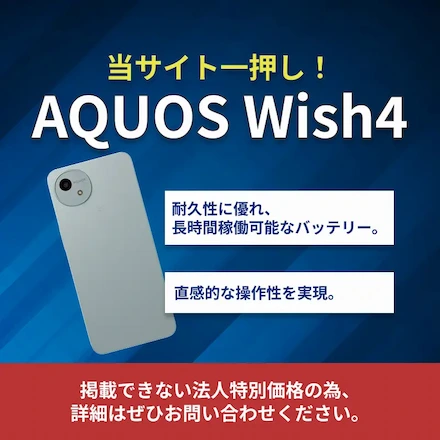 当サイト一押し！
AQUOS Wish4
耐久性に優れ、
長時間稼働可能なバッテリー。
直感的な操作性を実現。
掲載できない法人特別価格の為、
詳細はぜひお問い合わせください。